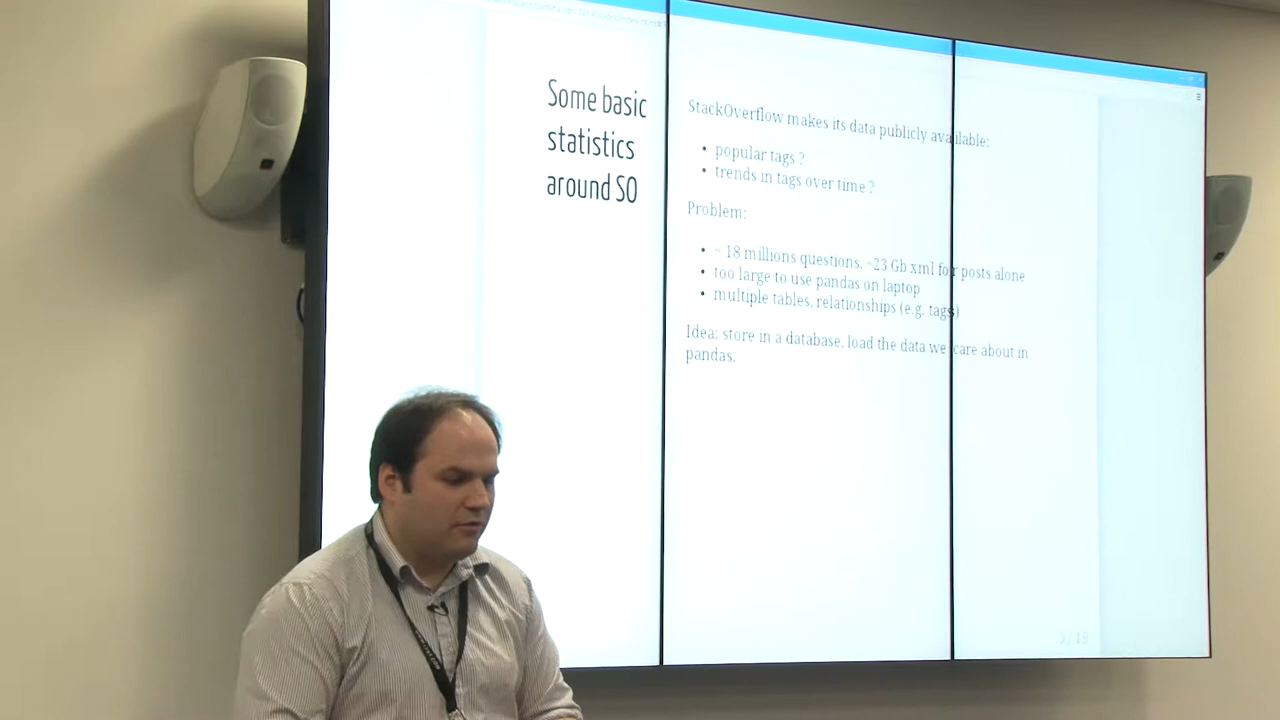 Some basic
statistics
around SO
StackOverflow makes its data publicly available:
• popular tags ?
• trends in tags over time ?
Problem:
• ~ 18 millions questions, ~23 Gb xml for posts alone
• too large to use pandas on laptop
• multiple tables, relationships (e.g. tags)
Idea: store in a database, load the data we care about in
pandas.
/ 19